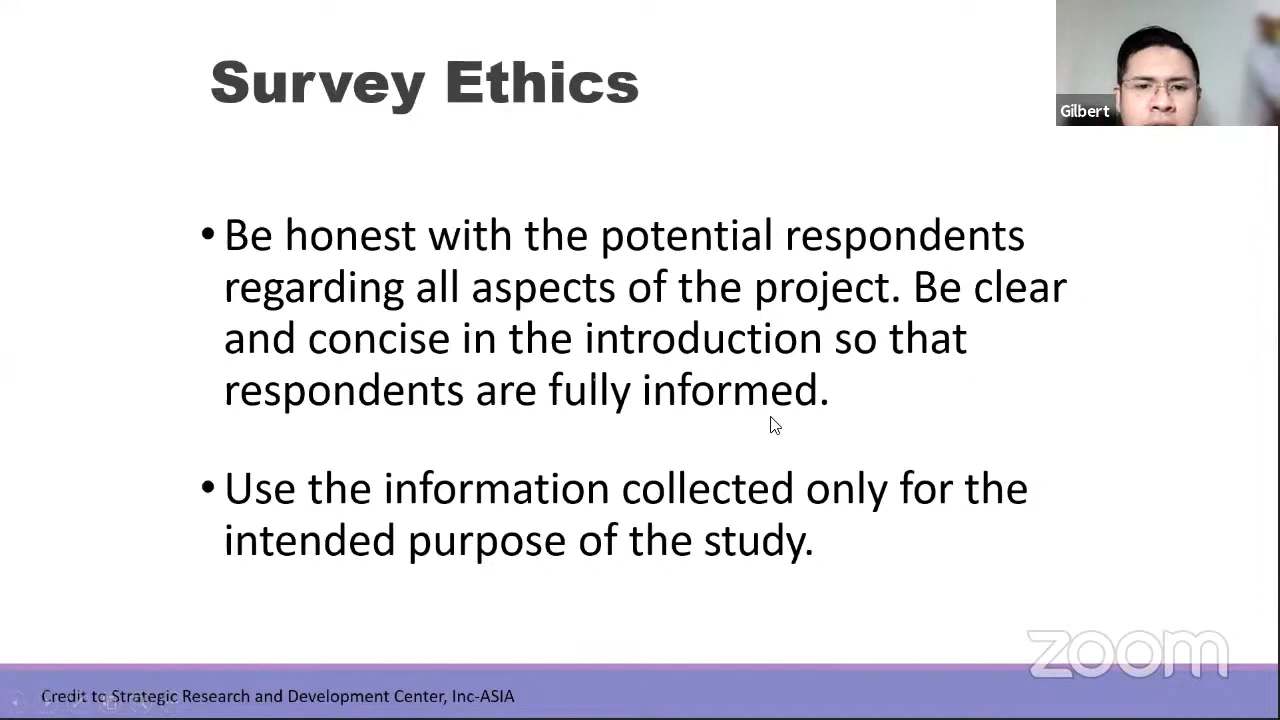 Survey Ethics
Gilbert
• Be honest with the potential respondents
regarding all aspects of the project. Be clear
and concise in the introduction so that
respondents are fully informed.
• Use the information collected only for the
intended purpose of the study.
zoom
Credit to Strategic Research and Development Center, Inc-ASIA